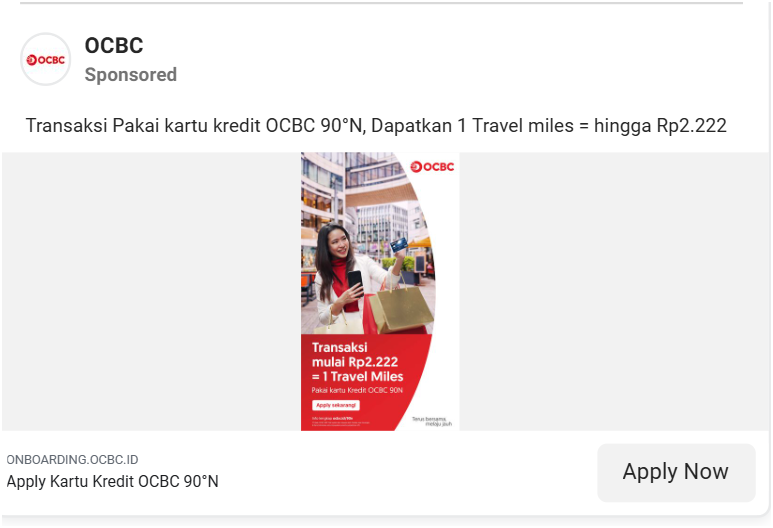 OCBC
OCBC
Sponsored
Transaksi Pakai kartu kredit OCBC 90°N, Dapatkan 1 Travel miles = hingga Rp2.222
OCBC
Transaksi
mulai Rp2.222
= 1 Travel Miles
Pakai kartu Kredit OCBC 90N
Apply sekarang!
Terus bersama
melaju jauh
ONBOARDING.OCBC.ID
Apply Kartu Kredit OCBC 90°N
Apply Now